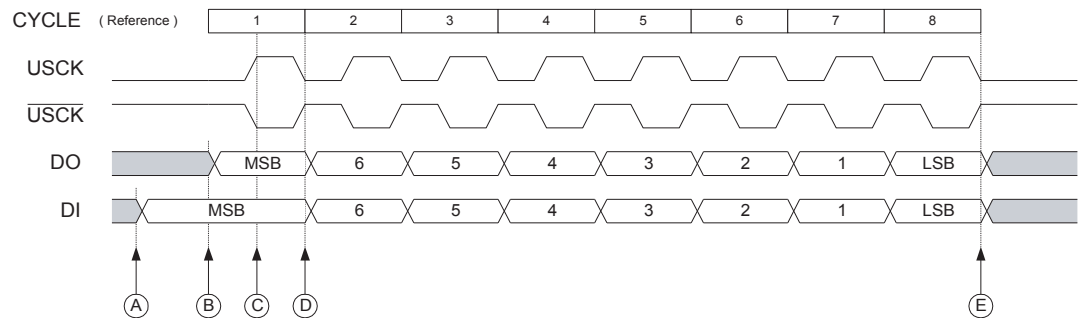 CYCLE ( Reference ) 1 2 3 4 5 6 7 8
USCK
USCK
DO MSB 6 5 4 3 2 1 LSB
DI MSB 6 5 4 3 2 1 LSB
A B C D E